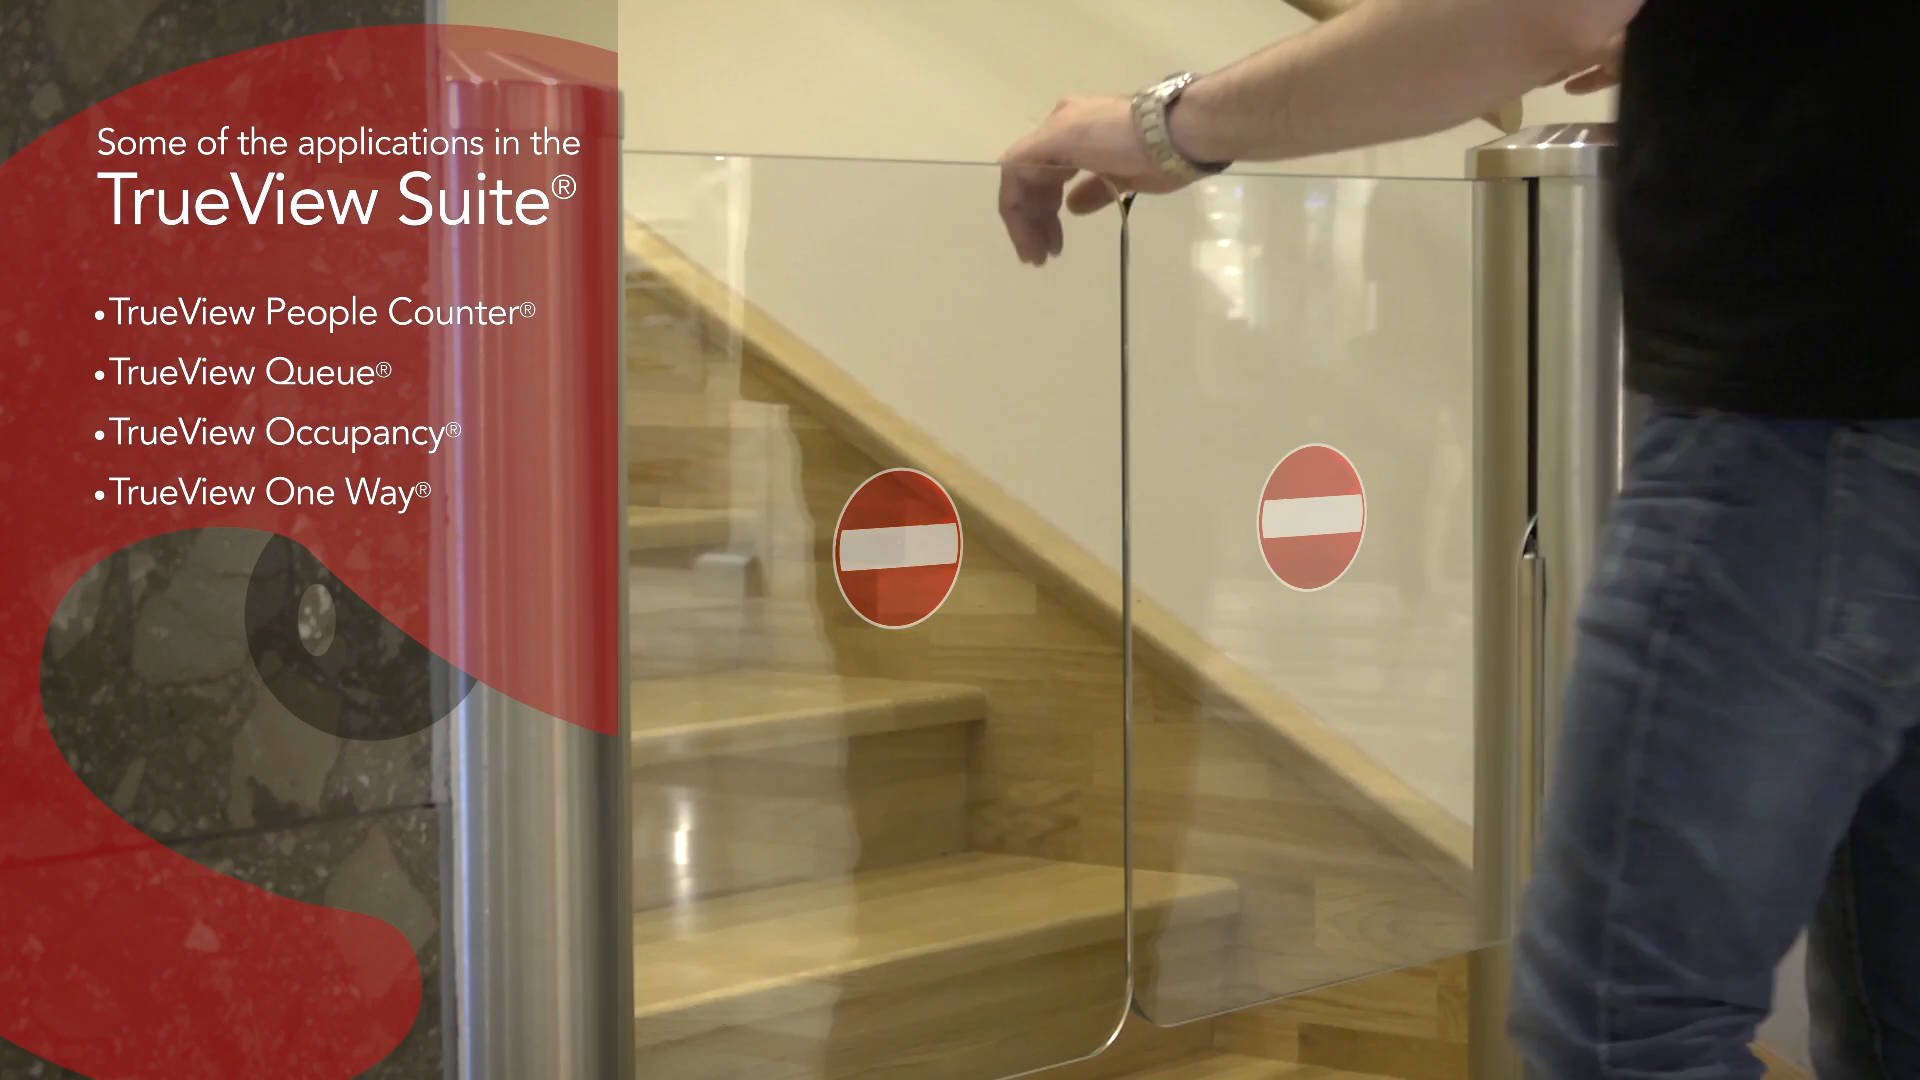 Some of the applications in the
TrueView Suite®
• TrueView People Counter®
• TrueView Queue®
• TrueView Occupancy®
• TrueView One Way®